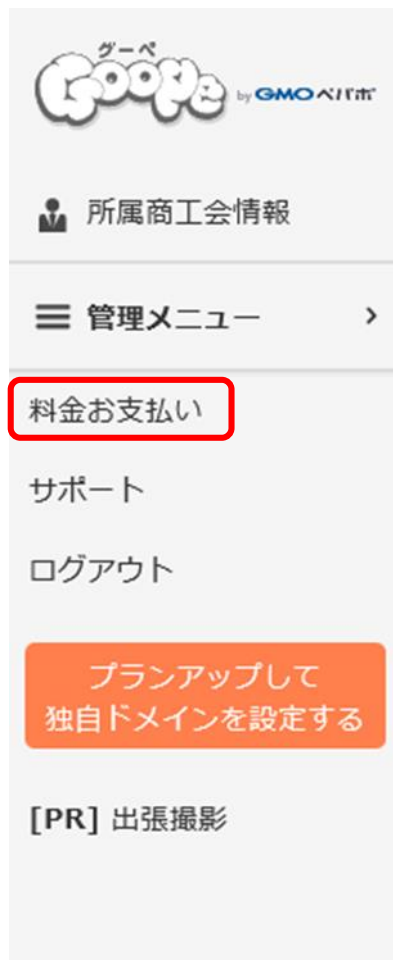 グーペ
Goope
by GMOペパボ
所属商工会情報
管理メニュー
料金お支払い
サポート
ログアウト
プランアップして
独自ドメインを設定する
[PR] 出張撮影